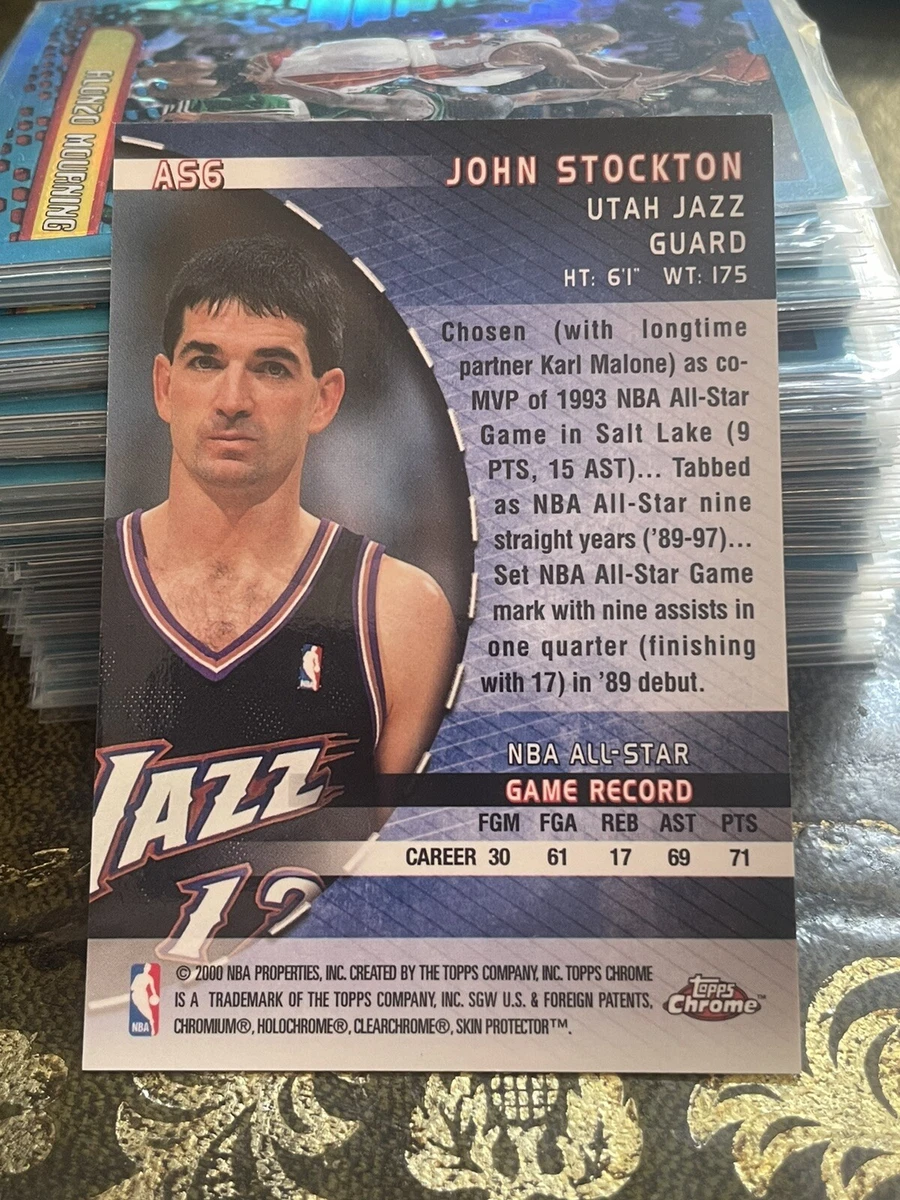 ALONZO MOURNING
AS6
JOHN STOCKTON
UTAH JAZZ
GUARD
HT: 6'1" WT: 175
Chosen (with longtime
partner Karl Malone) as co-
MVP of 1993 NBA All-Star
Game in Salt Lake (9
PTS, 15 AST)... Tabbed
as NBA All-Star nine
straight years ('89-97)...
Set NBA All-Star Game
mark with nine assists in
one quarter (finishing
with 17) in '89 debut.
JAZZ
12
NBA ALL-STAR
GAME RECORD
FGM FGA REB AST PTS
CAREER 30 61 17 69 71
NBA
© 2000 NBA PROPERTIES, INC. CREATED BY THE TOPPS COMPANY, INC. TOPPS CHROME
IS A TRADEMARK OF THE TOPPS COMPANY, INC. SGW U.S. & FOREIGN PATENTS,
CHROMIUM®, HOLOCHROME®, CLEARCHROME®, SKIN PROTECTOR™.
Topps
Chrome™